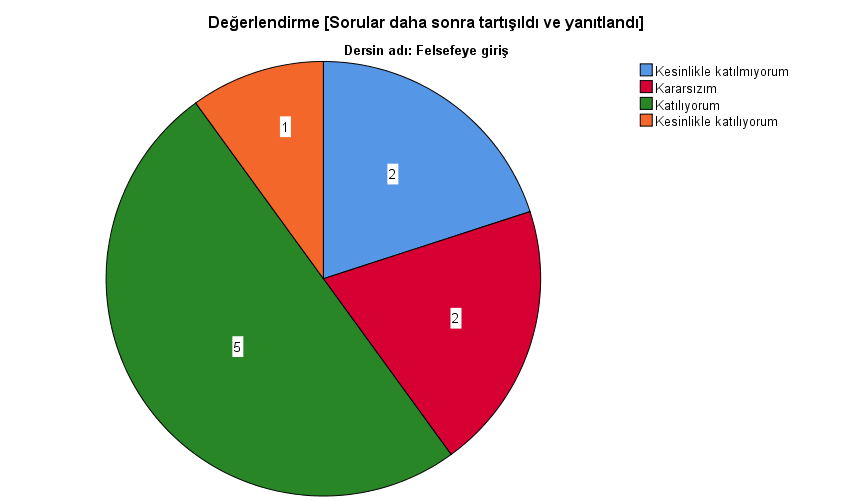 Değerlendirme [Sorular daha sonra tartışıldı ve yanıtlandı]
Dersin adı: Felsefeye giriş
Kesinlikle katılmıyorum
Kararsızım
Katılıyorum
Kesinlikle katılıyorum
1
2
2
5